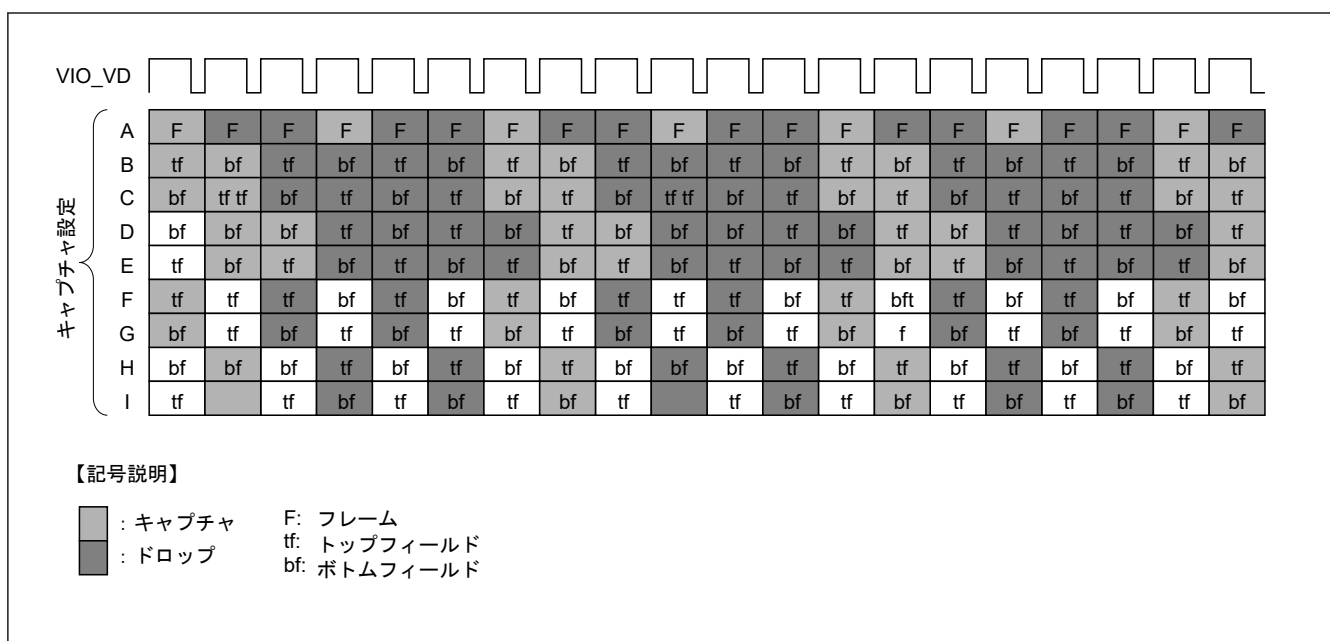 VIO_VD
キャプチャ設定
A F F F F F F F F F F F F F F F F F F F F
B tf bf tf bf tf bf tf bf tf bf tf bf tf bf tf bf tf bf tf bf
C bf tf tf bf tf bf tf bf tf bf tf tf bf tf bf tf bf tf bf tf bf tf
D bf bf bf tf bf tf bf tf bf bf bf tf bf tf bf tf bf tf bf tf
E tf bf tf bf tf bf tf bf tf bf tf bf tf bf tf bf tf bf tf bf
F tf tf tf bf tf bf tf bf tf tf tf bf tf bft tf bf tf bf tf bf
G bf tf bf tf bf tf bf tf bf tf bf tf bf f bf tf bf tf bf tf
H bf bf bf tf bf tf bf tf bf bf bf tf bf tf bf tf bf tf bf tf
I tf tf bf tf bf tf bf tf tf bf tf bf tf bf tf bf tf bf
【記号説明】
: キャプチャ F: フレーム
: ドロップ tf: トップフィールド
bf: ボトムフィールド